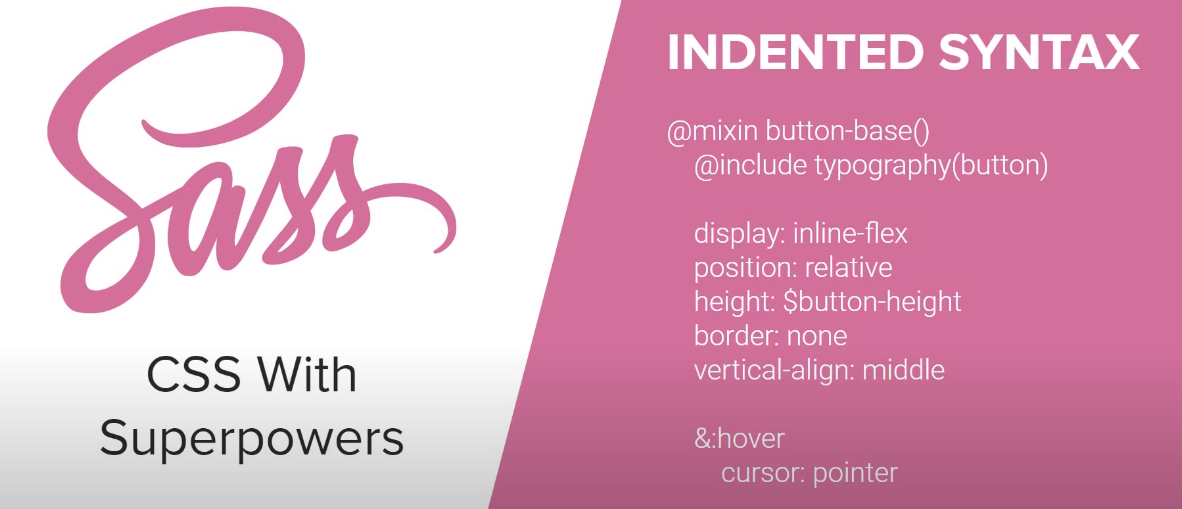 Sass
CSS With
Superpowers
INDENTED SYNTAX
@mixin button-base()
@include typography(button)
display: inline-flex
position: relative
height: $button-height
border: none
vertical-align: middle
&:hover
cursor: pointer